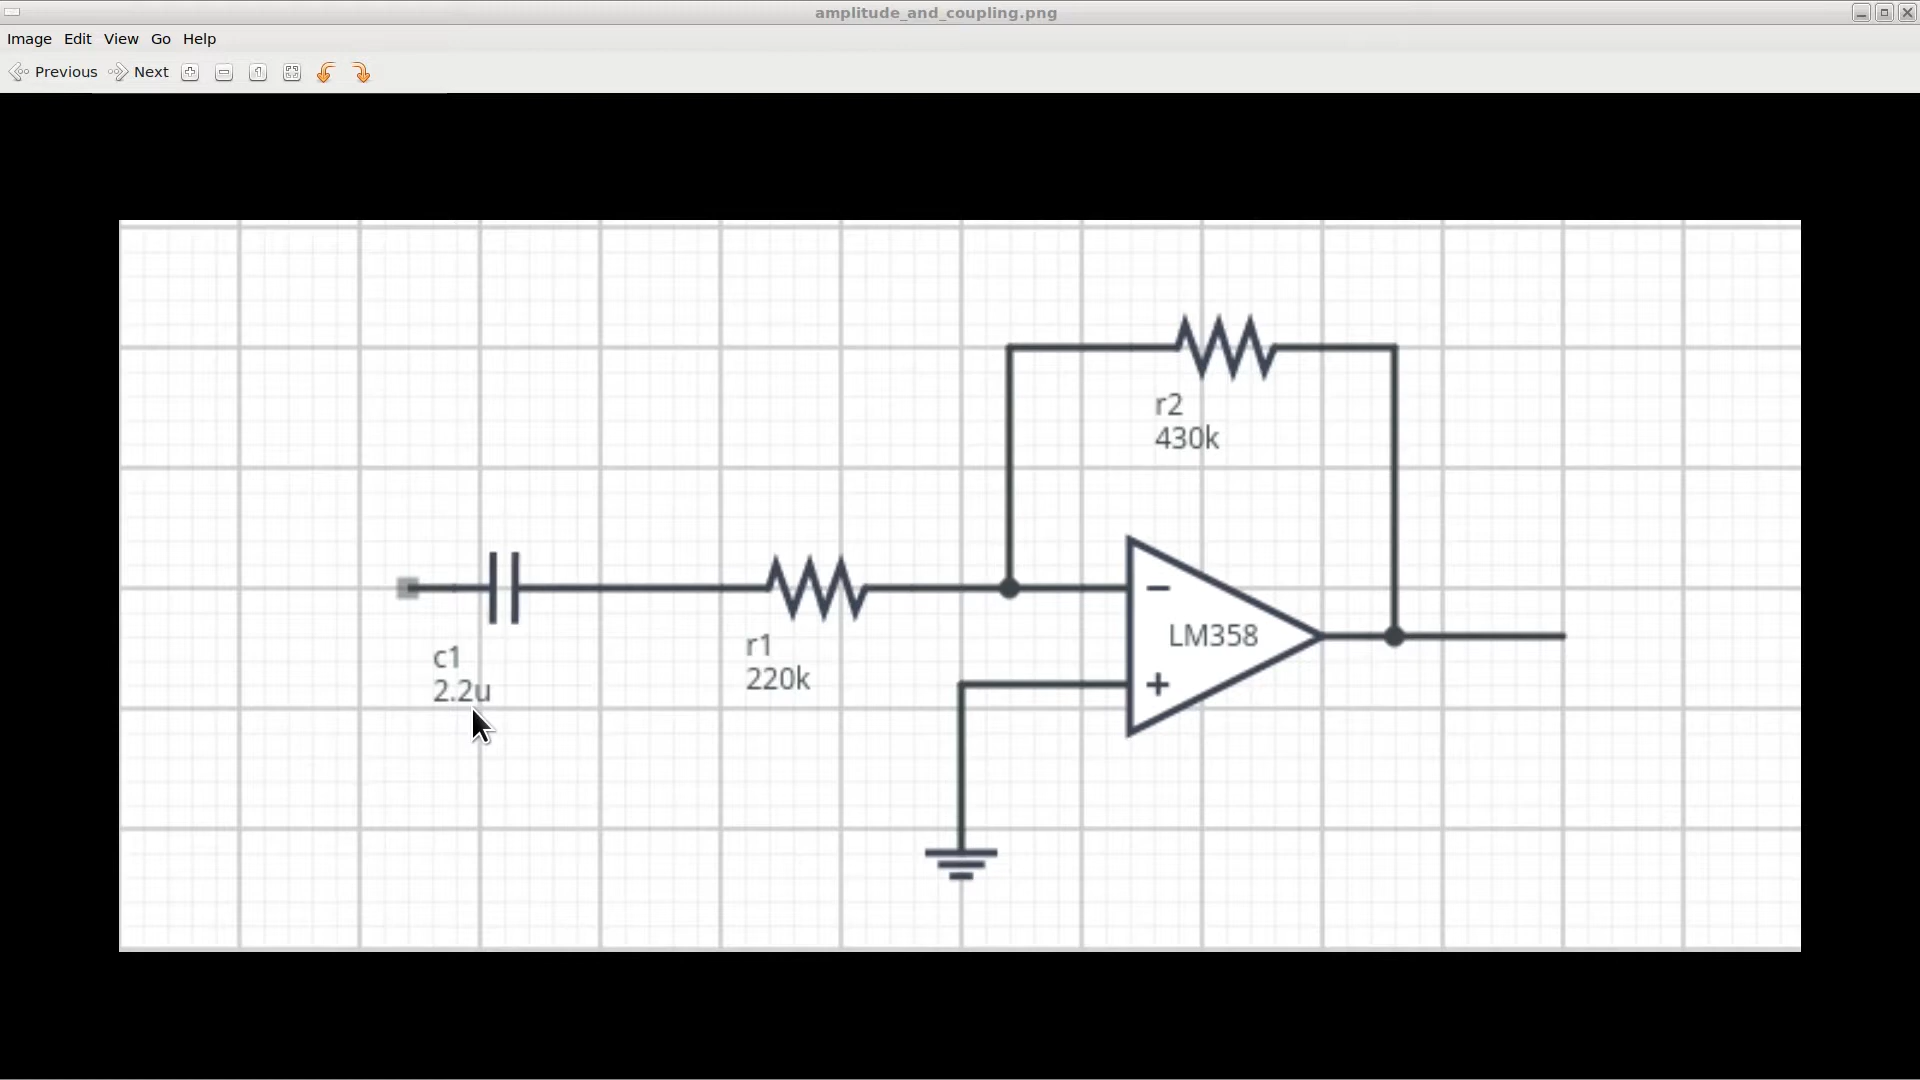 amplitude_and_coupling.png
Image Edit View Go Help
Previous Next
r2
430k
c1
2.2u
r1
220k
−
LM358
+